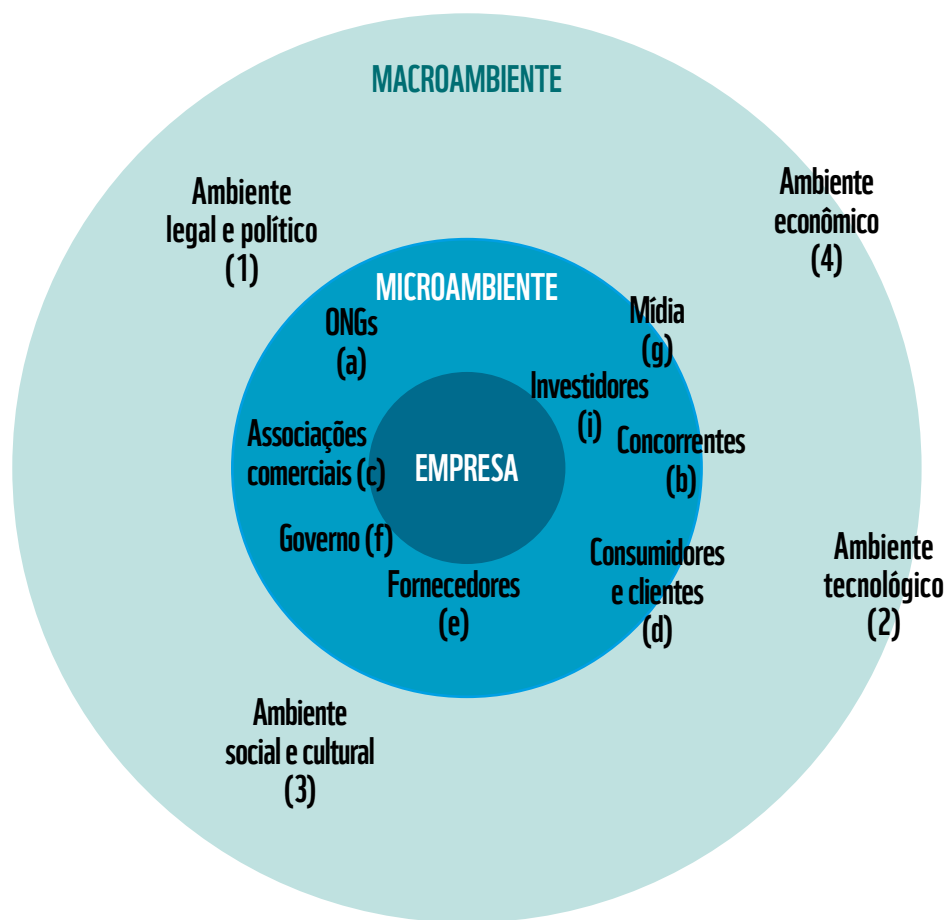 MACROAMBIENTE
Ambiente
legal e político
(1)
Ambiente
econômico
(4)
MICROAMBIENTE
ONGs
(a)
Mídia
(g)
Investidores
(i)
Associações
comerciais (c)
EMPRESA
Concorrentes
(b)
Governo (f)
Fornecedores
(e)
Consumidores
e clientes
(d)
Ambiente
tecnológico
(2)
Ambiente
social e cultural
(3)